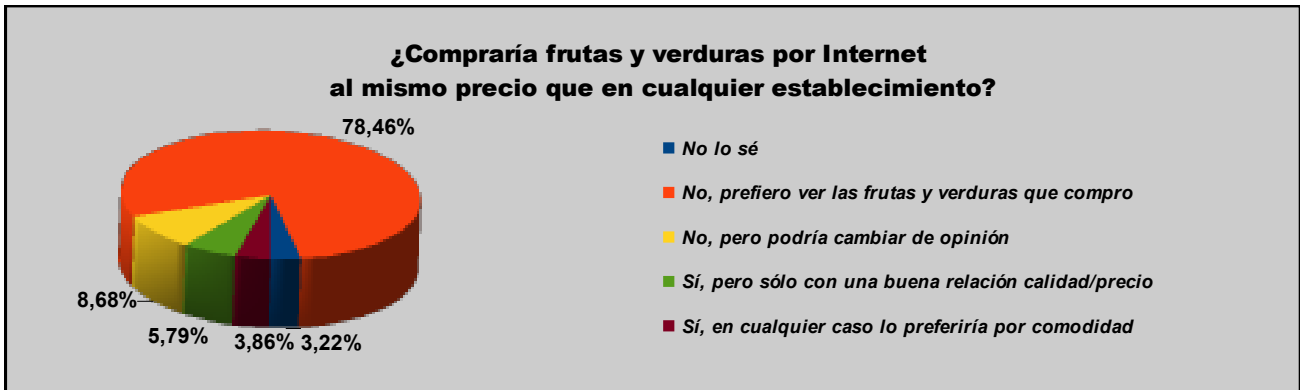 ¿Compraría frutas y verduras por Internet
al mismo precio que en cualquier establecimiento?
78,46%
8,68%
5,79%
3,86%
3,22%
No lo sé
No, prefiero ver las frutas y verduras que compro
No, pero podría cambiar de opinión
Sí, pero sólo con una buena relación calidad/precio
Sí, en cualquier caso lo preferiría por comodidad